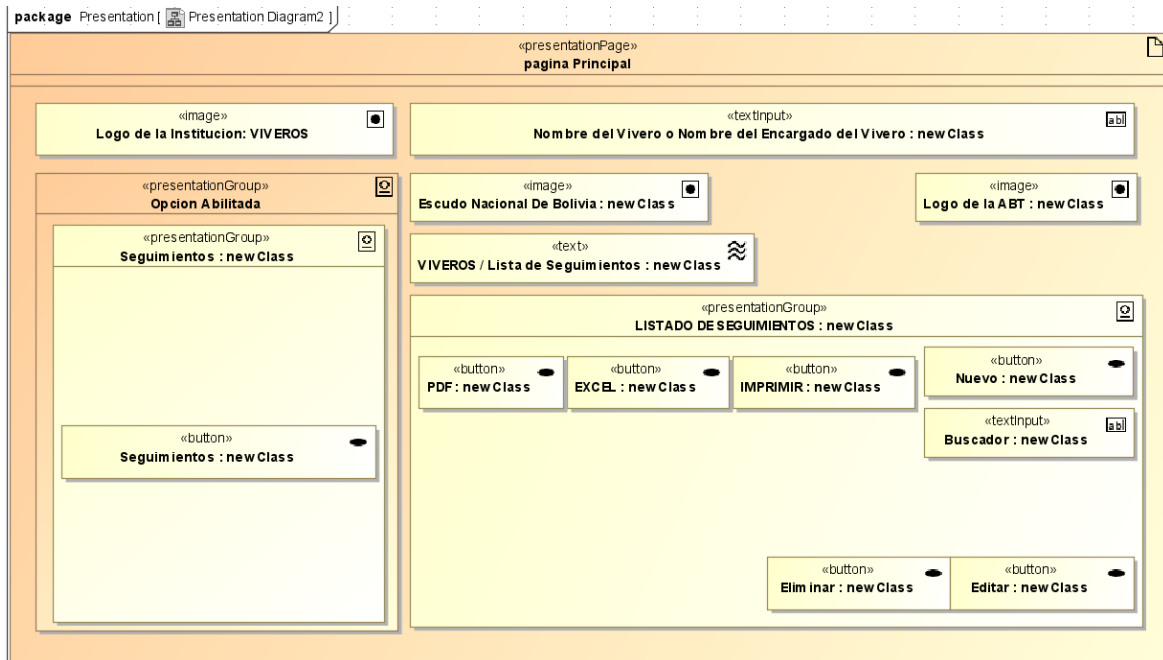 package Presentation [ Presentation Diagram2 ]
«presentationPage»
pagina Principal
«image»
Logo de la Institucion: VIVEROS
«textInput»
Nombre del Vivero o Nombre del Encargado del Vivero : newClass
abl
«presentationGroup»
Opcion Abilitada
«image»
Escudo Nacional De Bolivia : newClass
«image»
Logo de la ABT : newClass
«presentationGroup»
Seguimientos : newClass
«text»
VIVEROS / Lista de Seguimientos : newClass
«presentationGroup»
LISTADO DE SEGUIMIENTOS : newClass
«button»
PDF : newClass
«button»
EXCEL : newClass
«button»
IMPRIMIR : newClass
«button»
Nuevo : newClass
«textInput»
Buscador : newClass
abl
«button»
Seguimientos : newClass
«button»
Eliminar : newClass
«button»
Editar : newClass